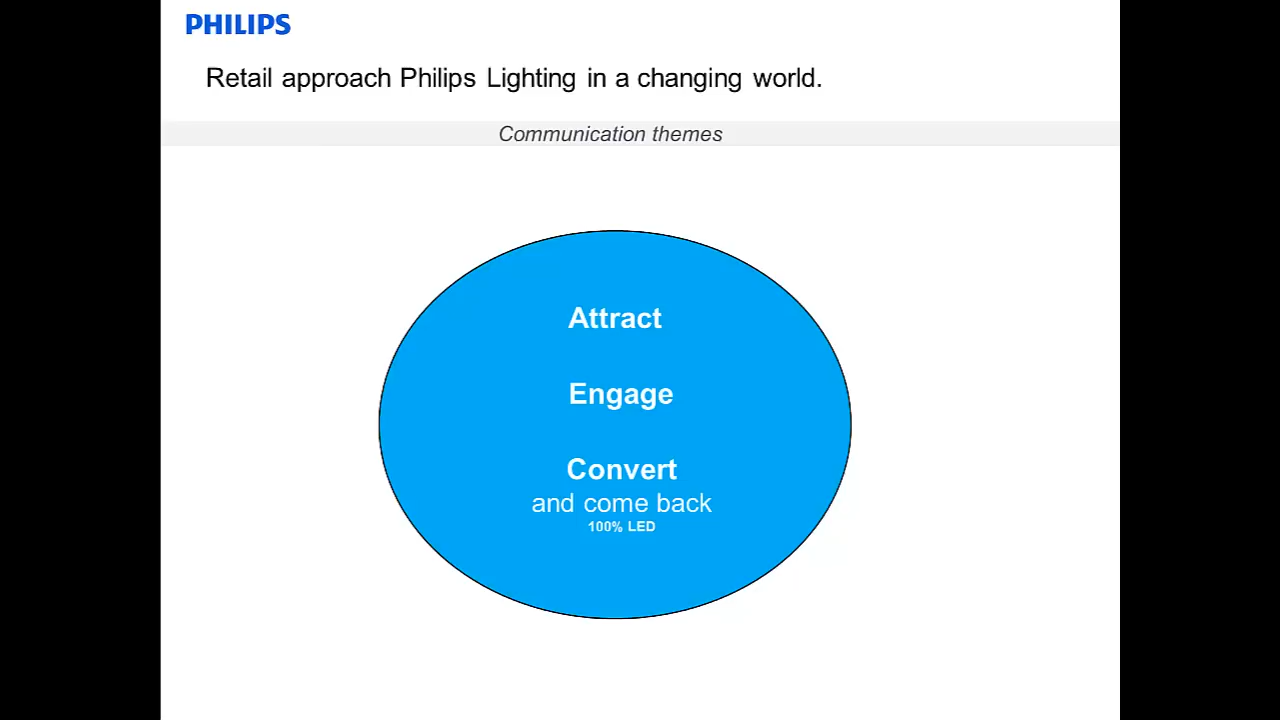 PHILIPS
Retail approach Philips Lighting in a changing world.
Communication themes
Attract
Engage
Convert
and come back
100% LED